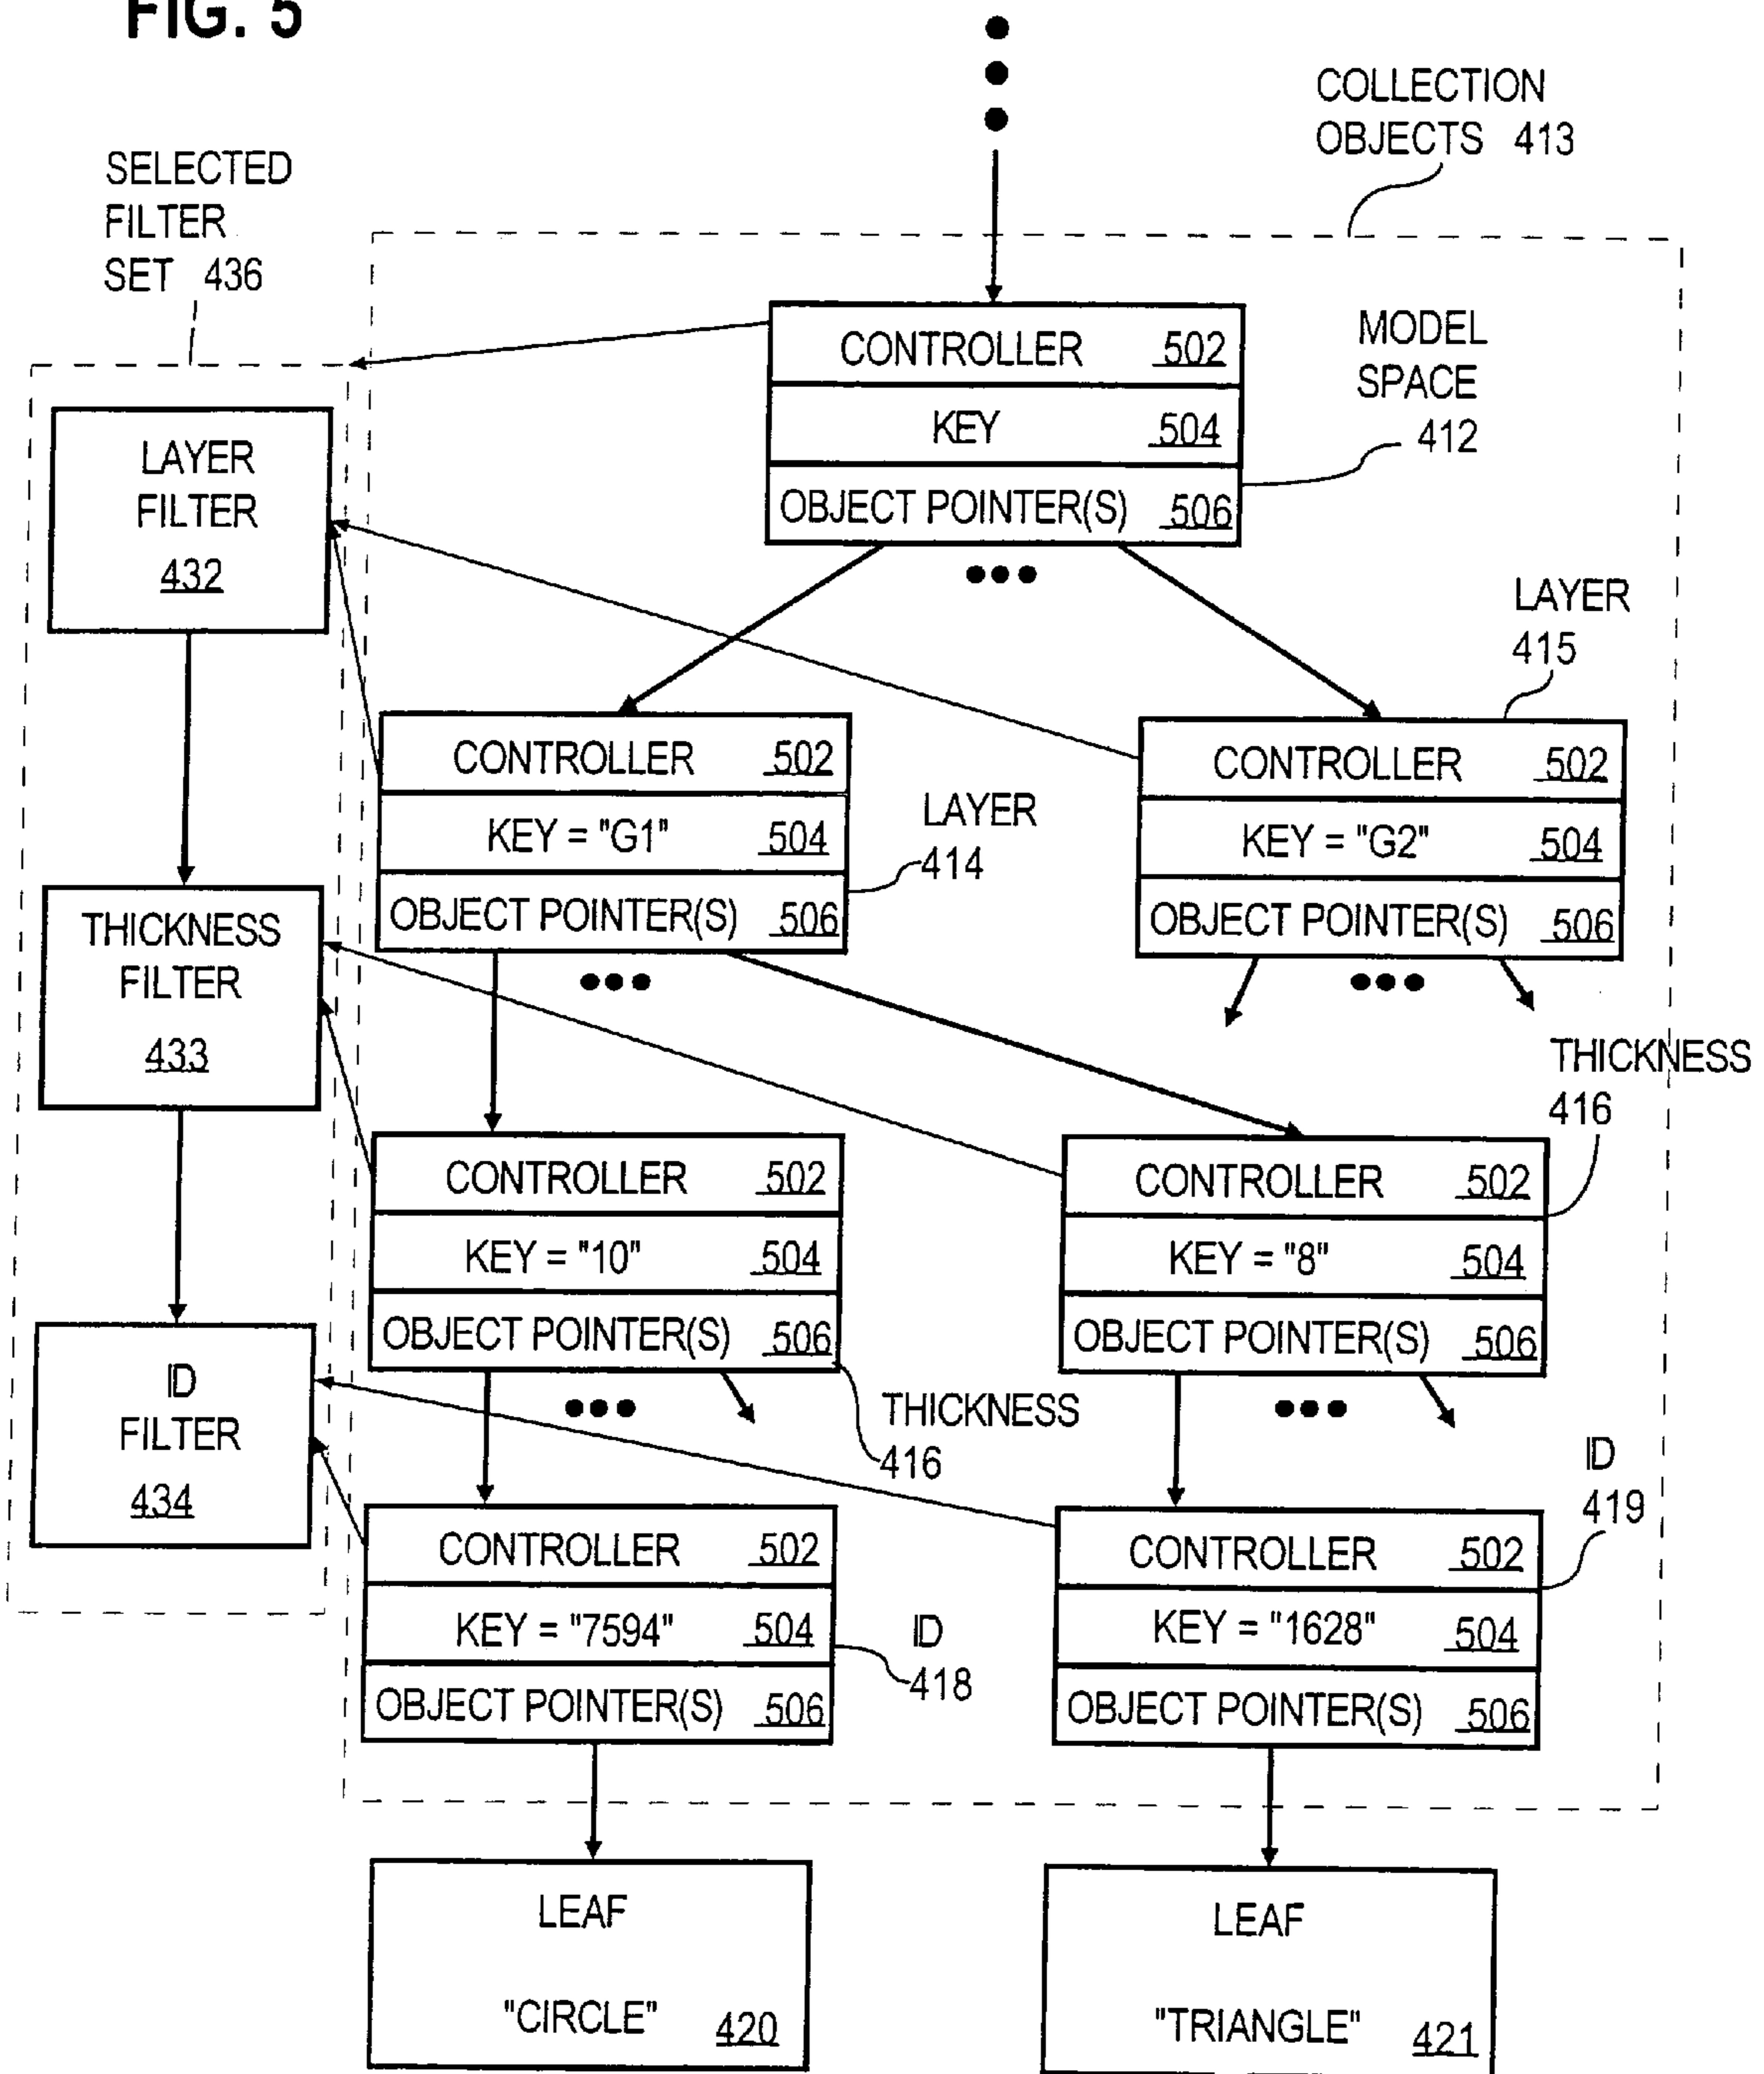 FIG. 5
COLLECTION
OBJECTS 413
SELECTED
FILTER
SET 436
CONTROLLER 502
KEY 504
OBJECT POINTER(S) 506
MODEL
SPACE
412
LAYER
FILTER
432
LAYER
415
CONTROLLER 502
KEY = "G1" 504
OBJECT POINTER(S) 506
LAYER
414
CONTROLLER 502
KEY = "G2" 504
OBJECT POINTER(S) 506
THICKNESS
FILTER
433
THICKNESS
416
CONTROLLER 502
KEY = "10" 504
OBJECT POINTER(S) 506
THICKNESS
416
CONTROLLER 502
KEY = "8" 504
OBJECT POINTER(S) 506
ID
FILTER
434
ID
419
CONTROLLER 502
KEY = "7594" 504
OBJECT POINTER(S) 506
ID
418
CONTROLLER 502
KEY = "1628" 504
OBJECT POINTER(S) 506
LEAF
"CIRCLE" 420
LEAF
"TRIANGLE" 421